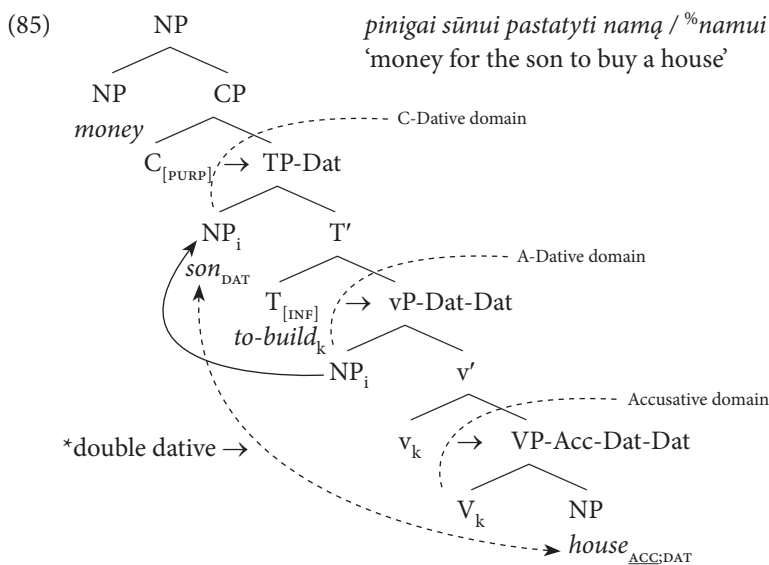 (85) NP pinigai sūnui pastatyti namą / %namui
‘money for the son to buy a house’
NP CP
money
C-Dative domain
C[PURP] → TP-Dat
NPi T′
sonDAT
A-Dative domain
T[INF] → vP-Dat-Dat
to-buildk
NPi v′
Accusative domain
*double dative → vk → VP-Acc-Dat-Dat
Vk NP
houseACC;DAT